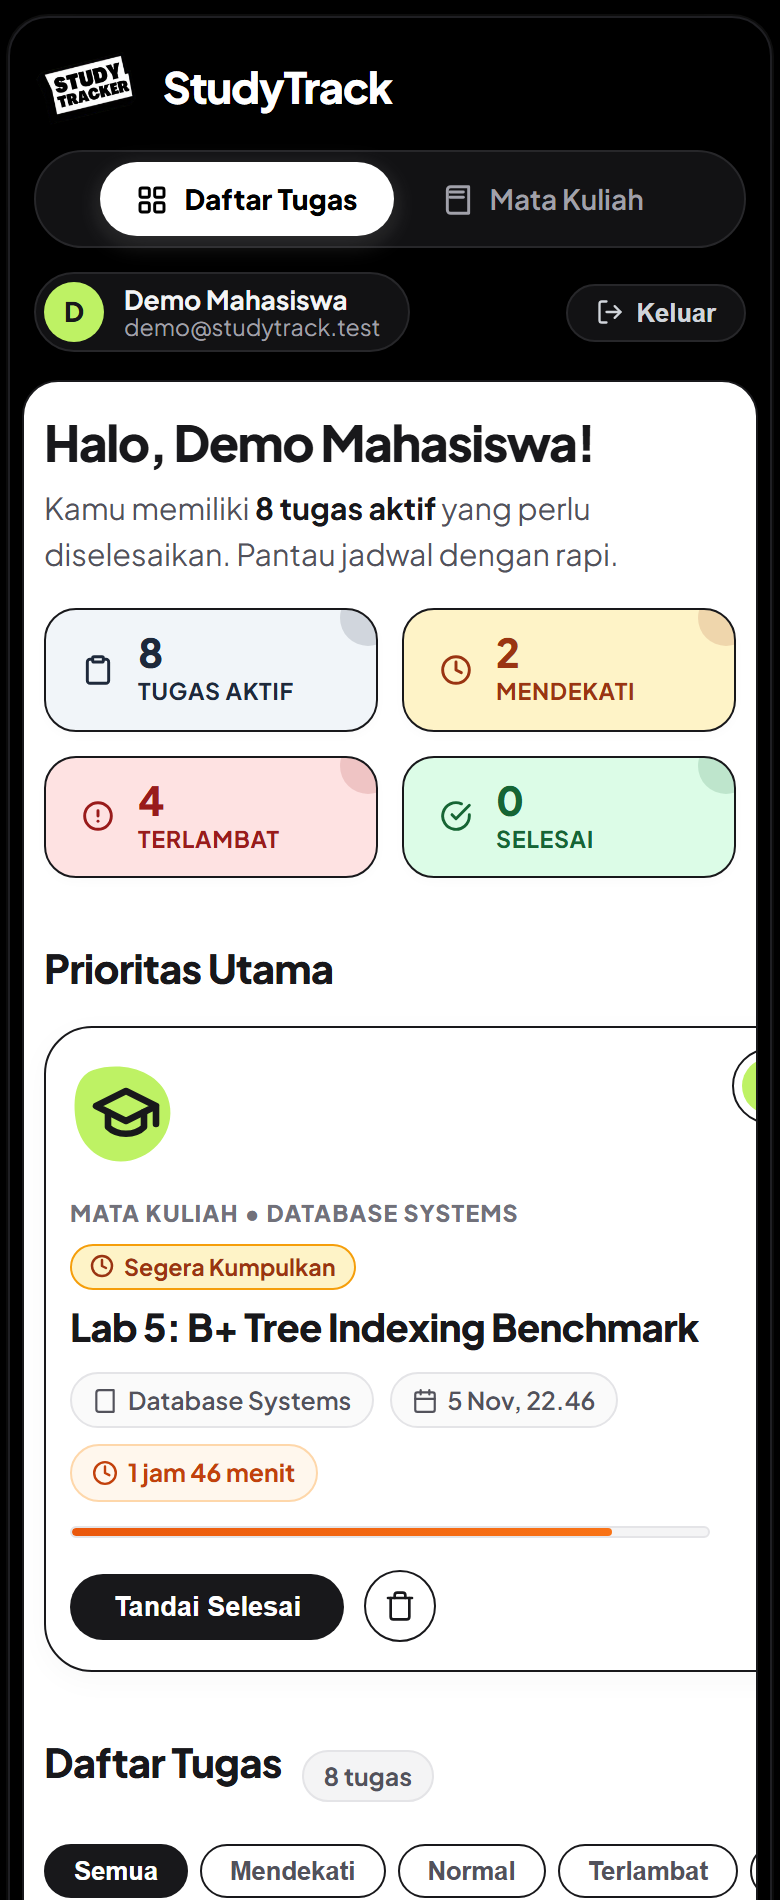 STUDY
TRACKER
StudyTrack
Daftar Tugas
Mata Kuliah
D
Demo Mahasiswa
demo@studytrack.test
Keluar
Halo, Demo Mahasiswa!
Kamu memiliki 8 tugas aktif yang perlu
diselesaikan. Pantau jadwal dengan rapi.
8
TUGAS AKTIF
2
MENDEKATI
4
TERLAMBAT
0
SELESAI
Prioritas Utama
MATA KULIAH ● DATABASE SYSTEMS
Segera Kumpulkan
Lab 5: B+ Tree Indexing Benchmark
Database Systems
5 Nov, 22.46
1 jam 46 menit
Tandai Selesai
Daftar Tugas
8 tugas
Semua
Mendekati
Normal
Terlambat